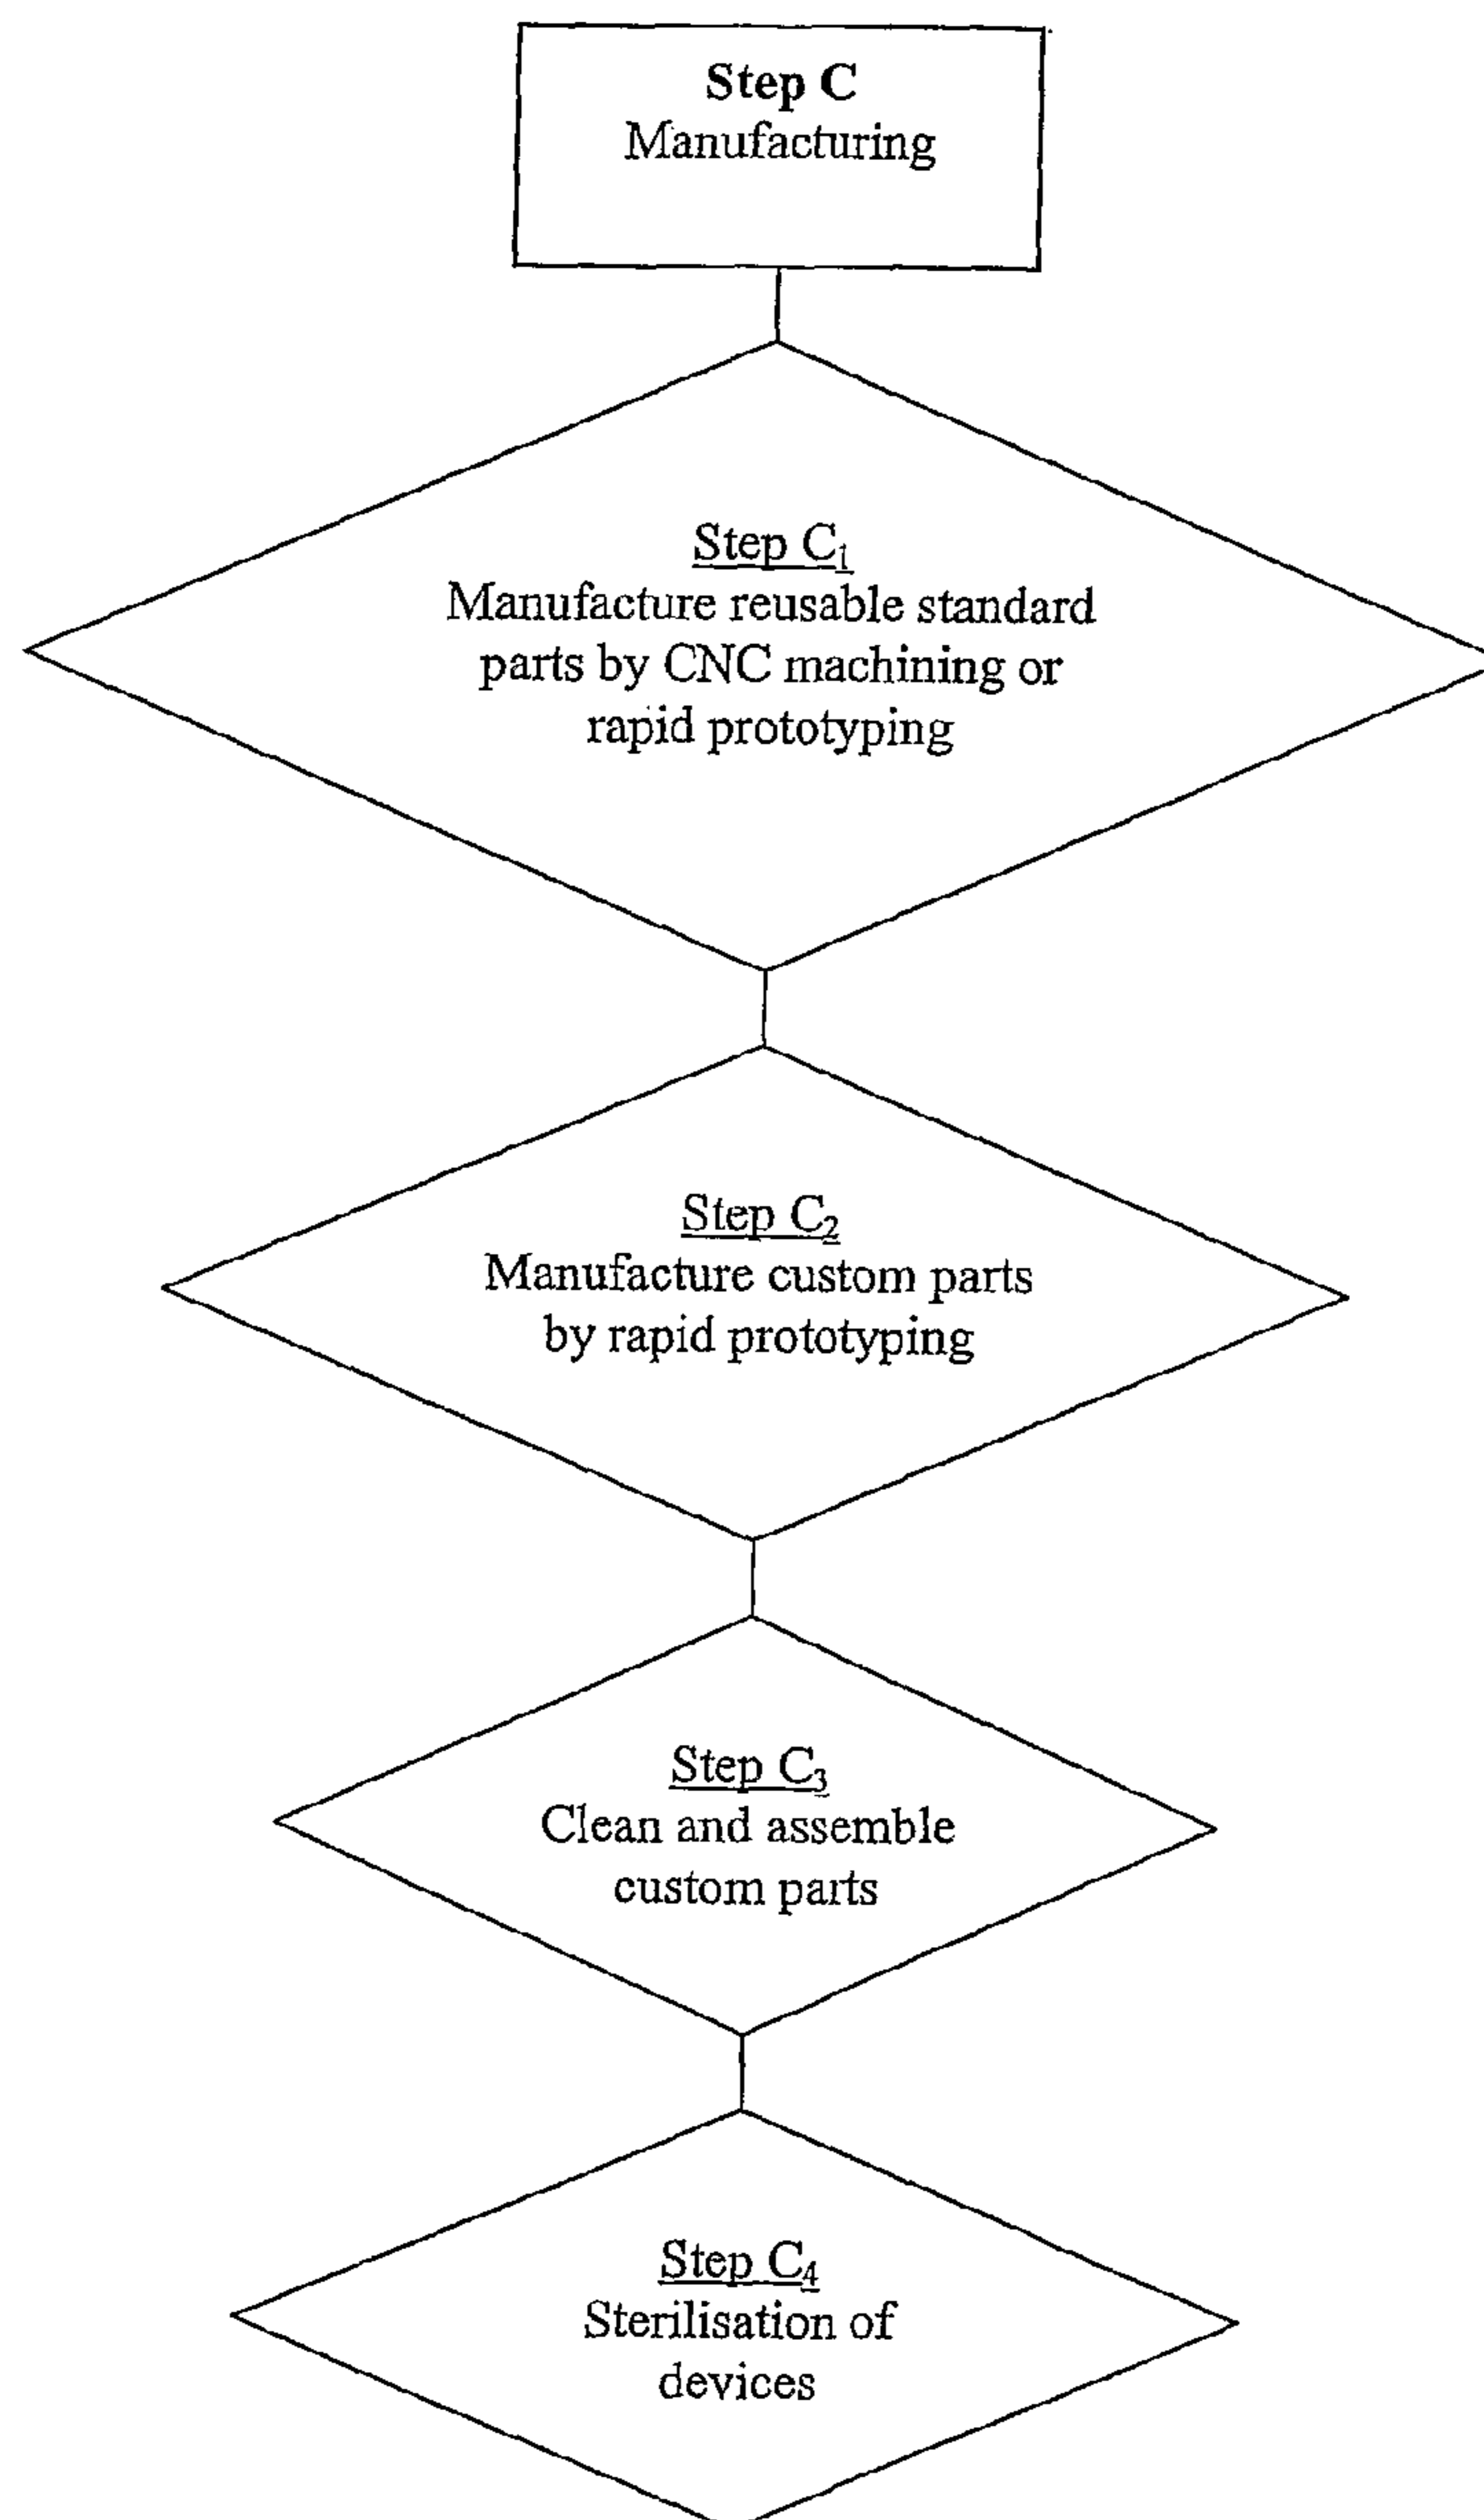 Step C
Manufacturing
Step C₁
Manufacture reusable standard
parts by CNC machining or
rapid prototyping
Step C₂
Manufacture custom parts
by rapid prototyping
Step C₃
Clean and assemble
custom parts
Step C₄
Sterilisation of
devices